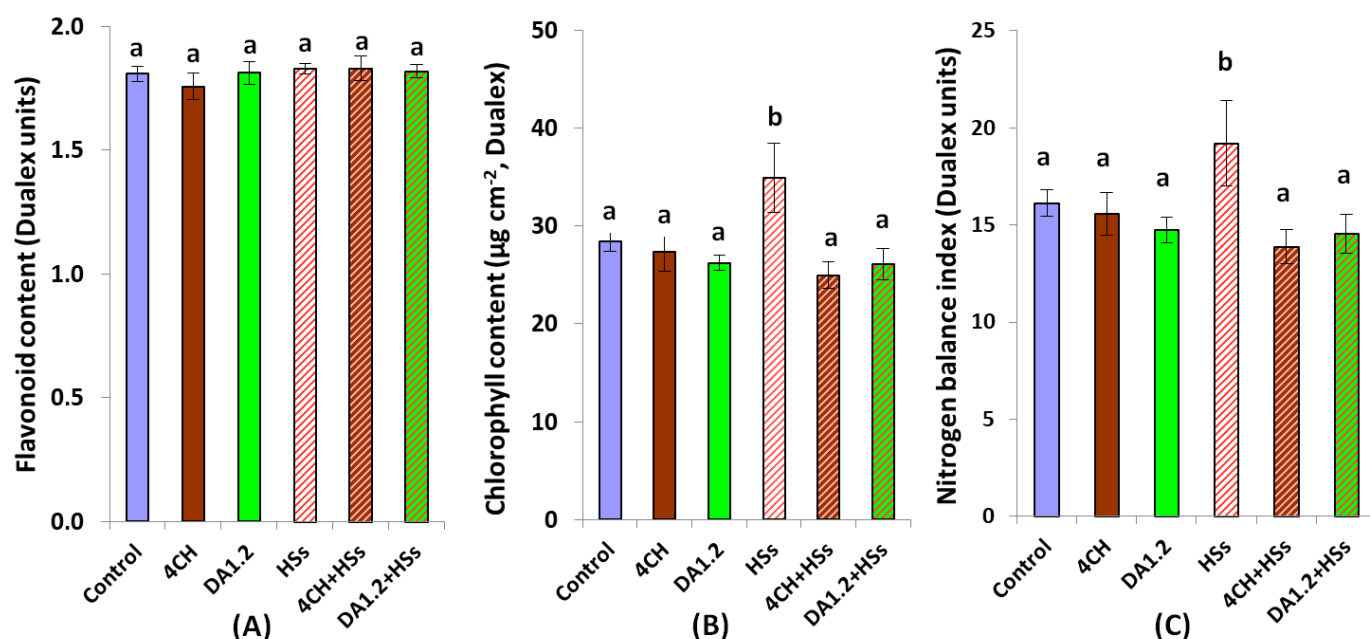 Flavonoid content (Dualex units)
2.0
1.5
1.0
0.5
0.0
a a a a a a
Control 4CH DA1.2 HSs 4CH+HSs DA1.2+HSs
(A)
Chlorophyll content (µg cm⁻², Dualex)
50
40
30
20
10
0
a a a b a a
Control 4CH DA1.2 HSs 4CH+HSs DA1.2+HSs
(B)
Nitrogen balance index (Dualex units)
25
20
15
10
5
0
a a a b a a
Control 4CH DA1.2 HSs 4CH+HSs DA1.2+HSs
(C)